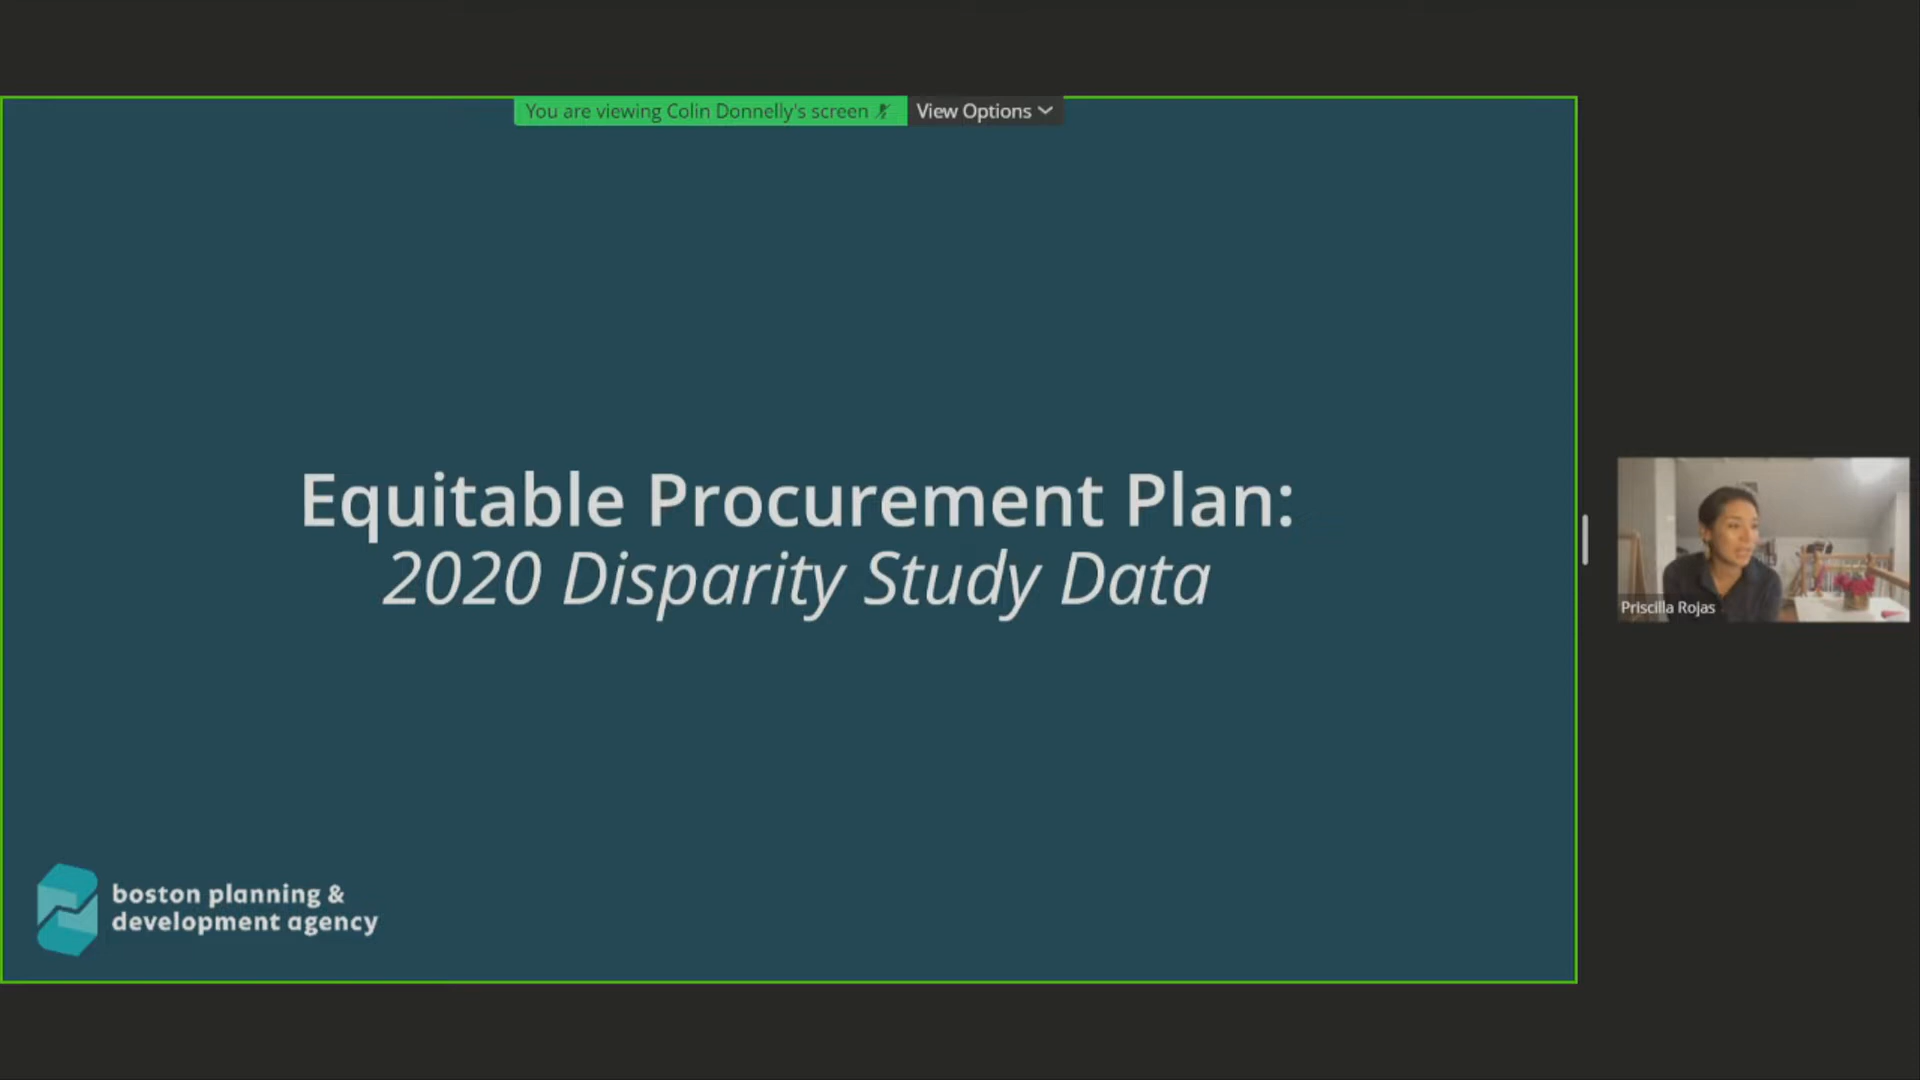 You are viewing Colin Donnelly's screen
View Options
Equitable Procurement Plan:
2020 Disparity Study Data
Priscilla Rojas
boston planning &
development agency